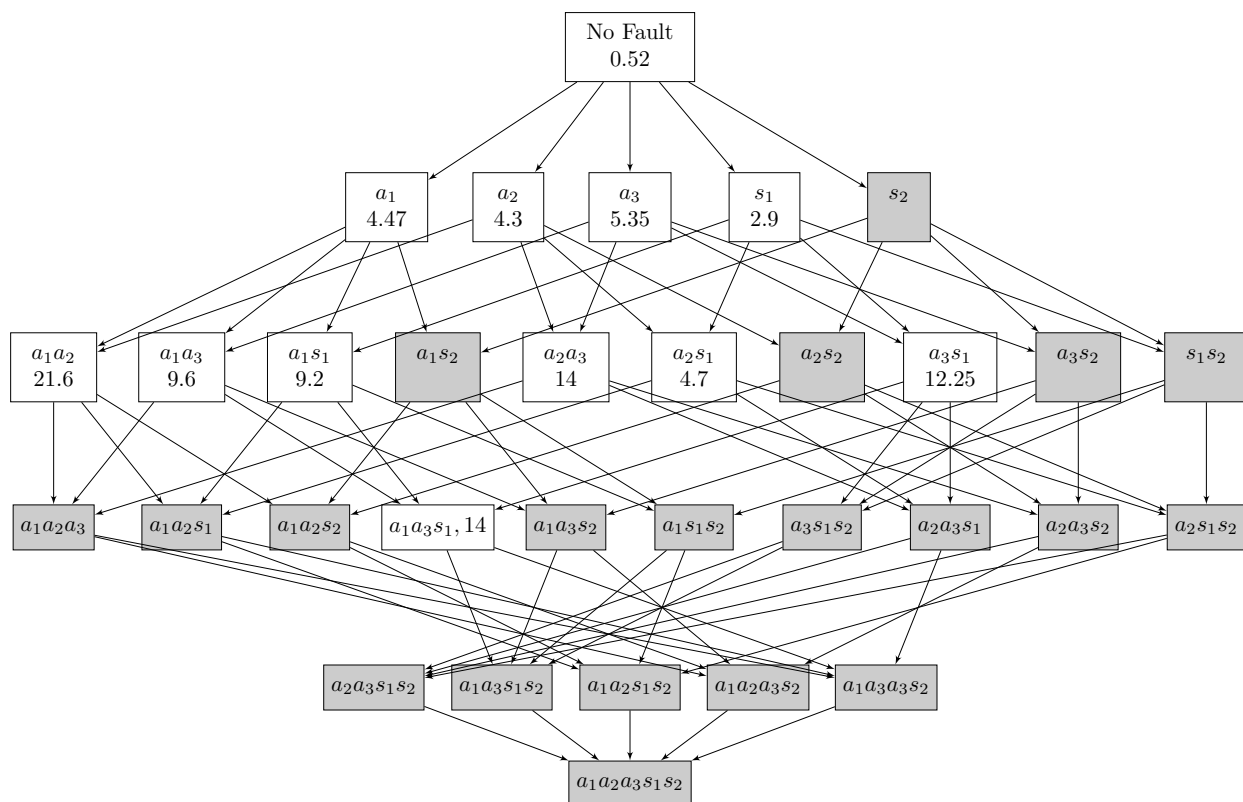 No Fault
0.52
a₁
4.47
a₂
4.3
a₃
5.35
s₁
2.9
s₂
a₁a₂
21.6
a₁a₃
9.6
a₁s₁
9.2
a₁s₂
a₂a₃
14
a₂s₁
4.7
a₂s₂
a₃s₁
12.25
a₃s₂
s₁s₂
a₁a₂a₃
a₁a₂s₁
a₁a₂s₂
a₁a₃s₁, 14
a₁a₃s₂
a₁s₁s₂
a₃s₁s₂
a₂a₃s₁
a₂a₃s₂
a₂s₁s₂
a₂a₃s₁s₂
a₁a₃s₁s₂
a₁a₂s₁s₂
a₁a₂a₃s₂
a₁a₃a₃s₂
a₁a₂a₃s₁s₂